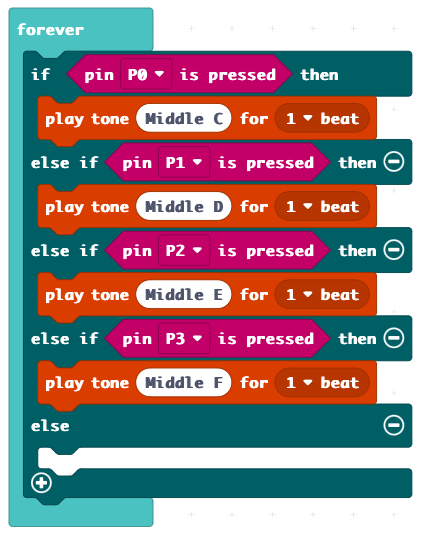 forever
if pin P0 is pressed then
play tone Middle C for 1 beat
else if pin P1 is pressed then
play tone Middle D for 1 beat
else if pin P2 is pressed then
play tone Middle E for 1 beat
else if pin P3 is pressed then
play tone Middle F for 1 beat
else